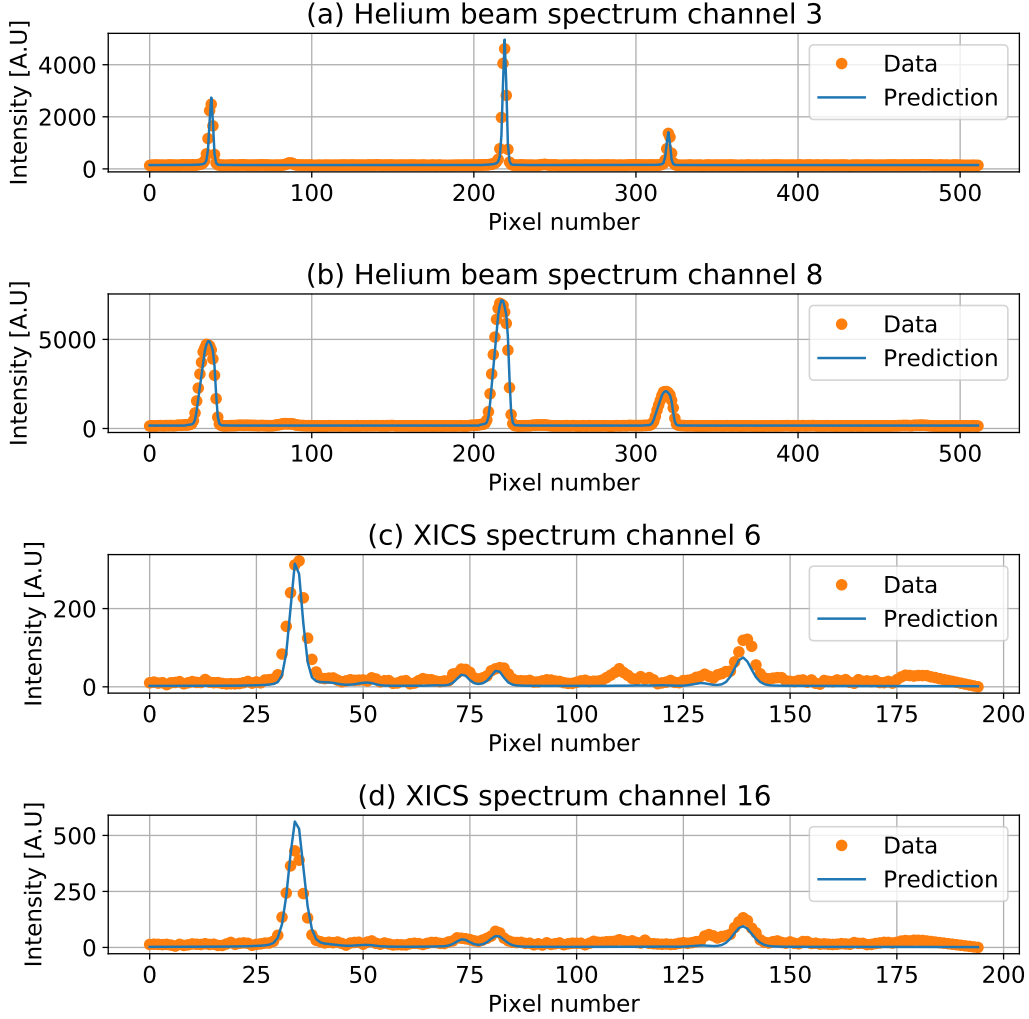 (a) Helium beam spectrum channel 3
Intensity [A.U]
4000
2000
0
Data
Prediction
0 100 200 300 400 500
Pixel number
(b) Helium beam spectrum channel 8
Intensity [A.U]
5000
0
Data
Prediction
0 100 200 300 400 500
Pixel number
(c) XICS spectrum channel 6
Intensity [A.U]
200
0
Data
Prediction
0 25 50 75 100 125 150 175 200
Pixel number
(d) XICS spectrum channel 16
Intensity [A.U]
500
250
0
Data
Prediction
0 25 50 75 100 125 150 175 200
Pixel number